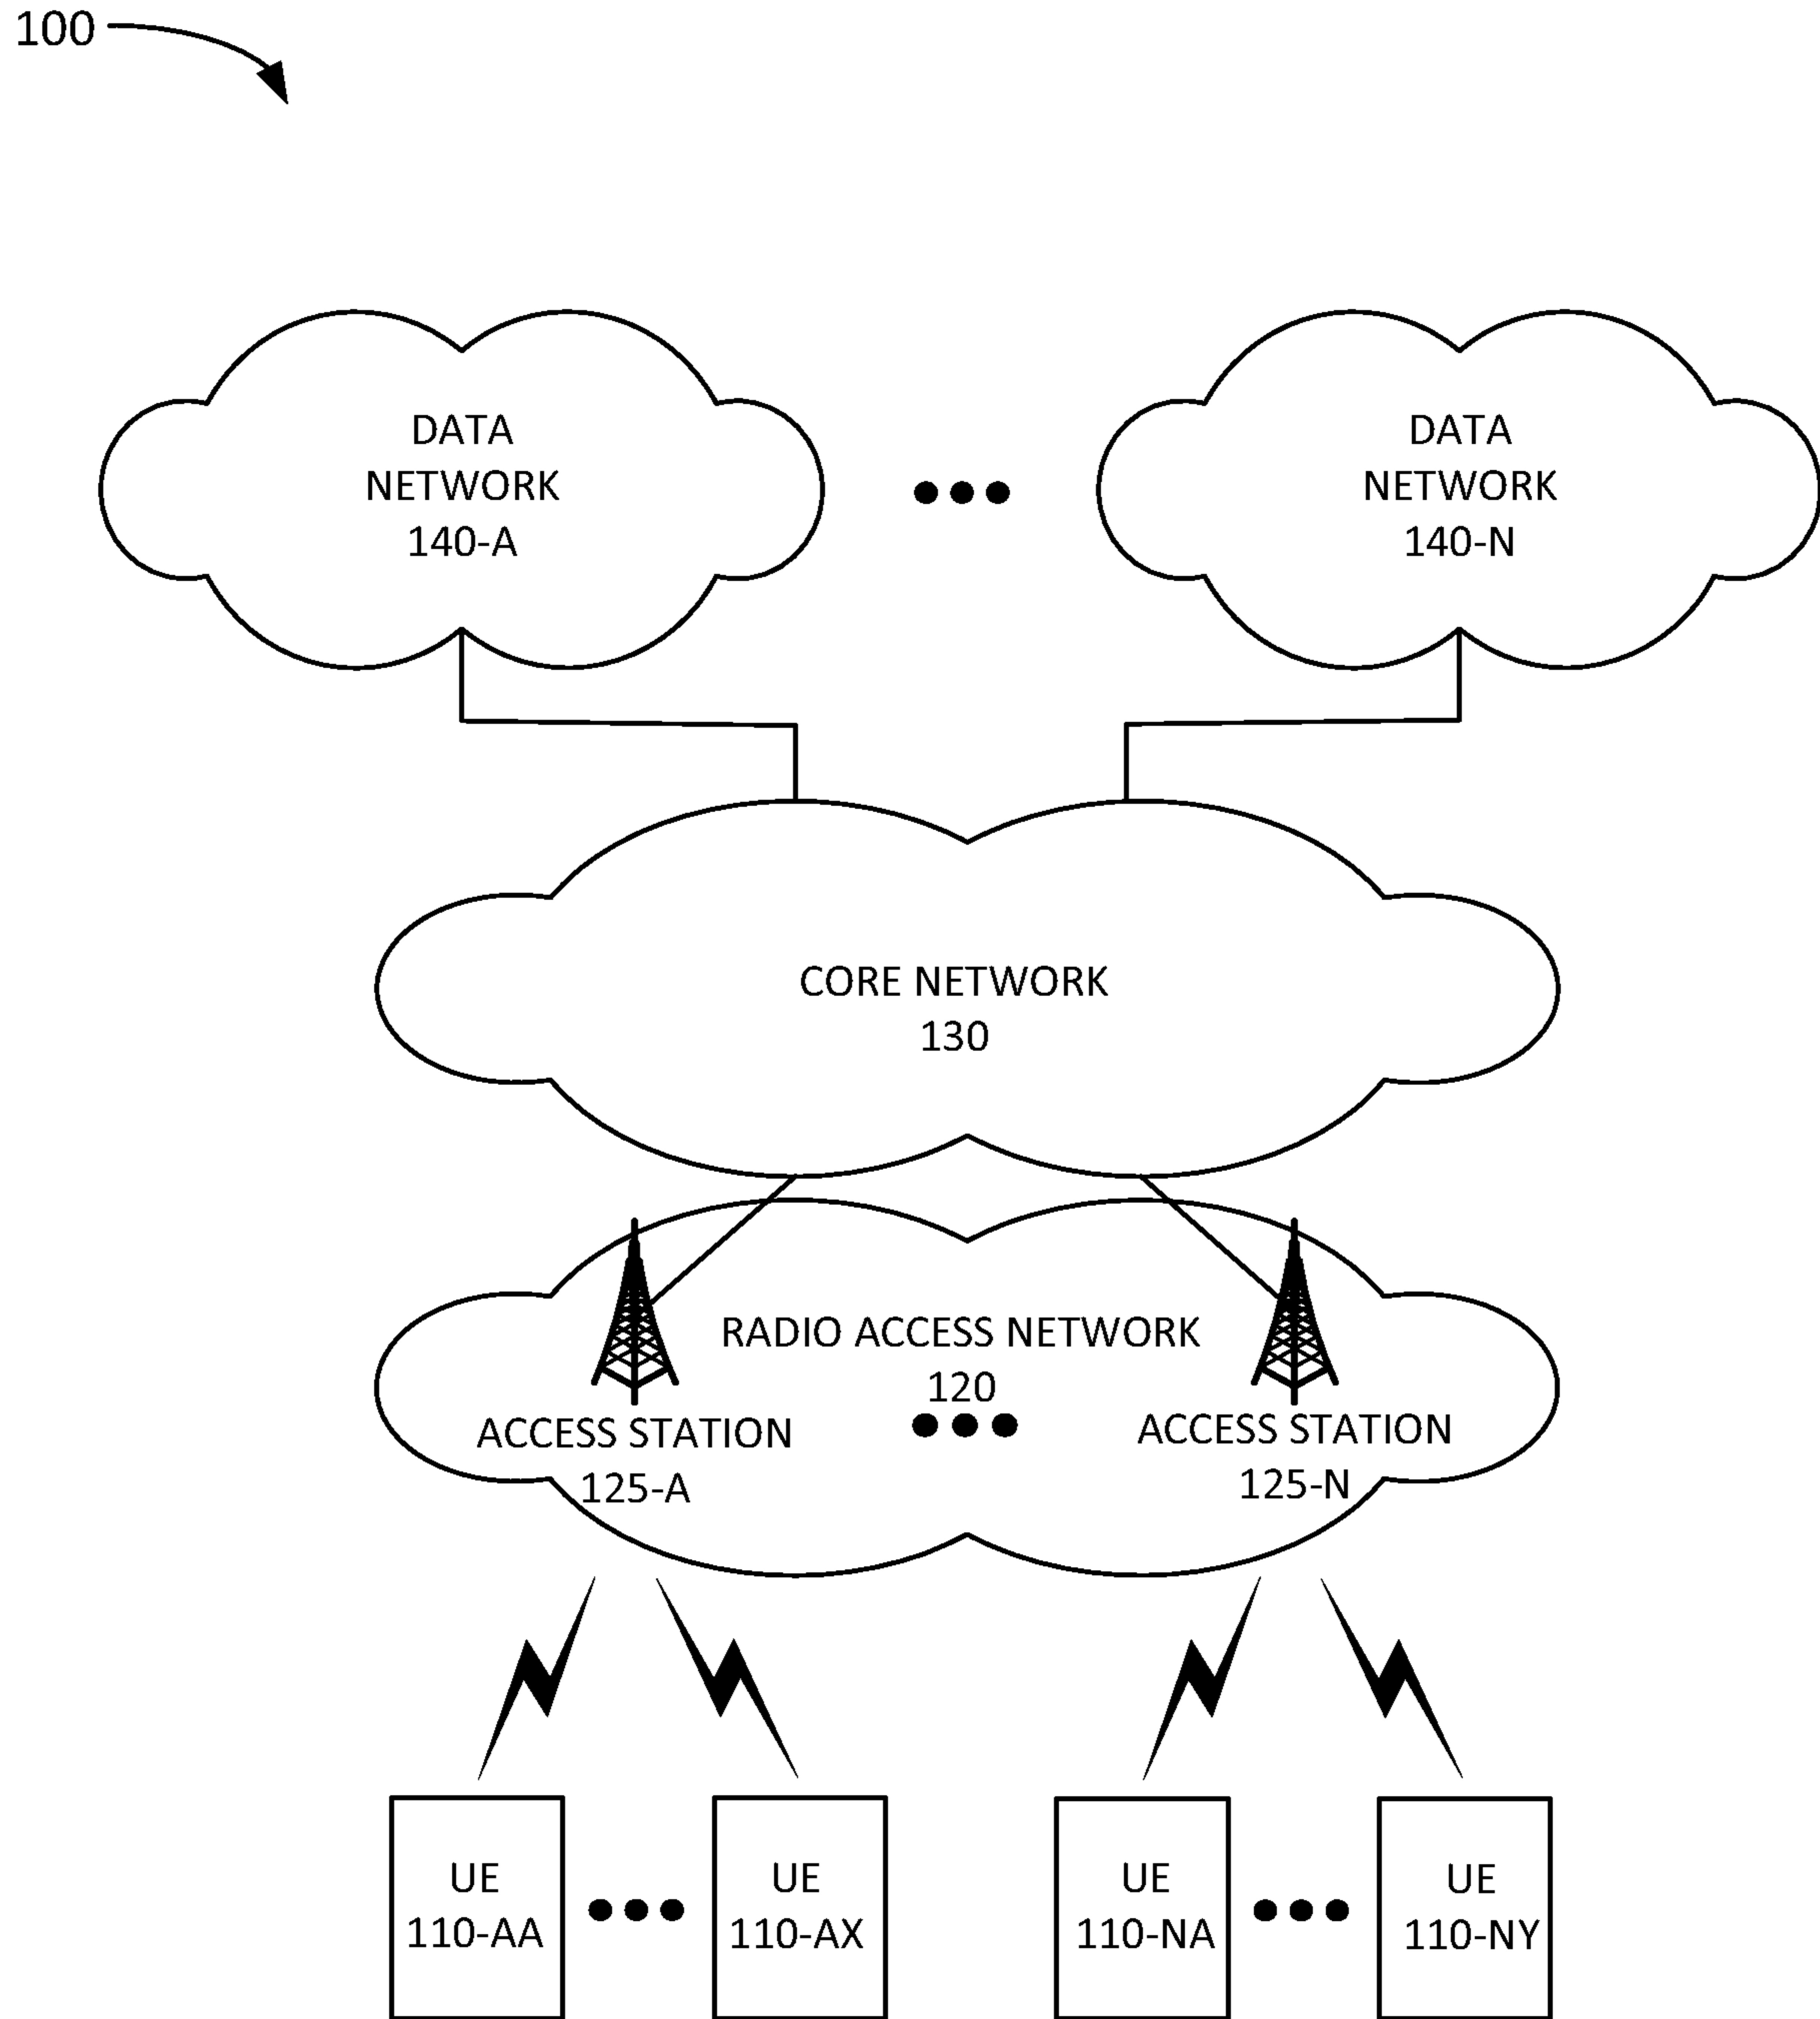 100
DATA
NETWORK
140-A
DATA
NETWORK
140-N
CORE NETWORK
130
RADIO ACCESS NETWORK
120
ACCESS STATION
125-A
ACCESS STATION
125-N
UE
110-AA
UE
110-AX
UE
110-NA
UE
110-NY